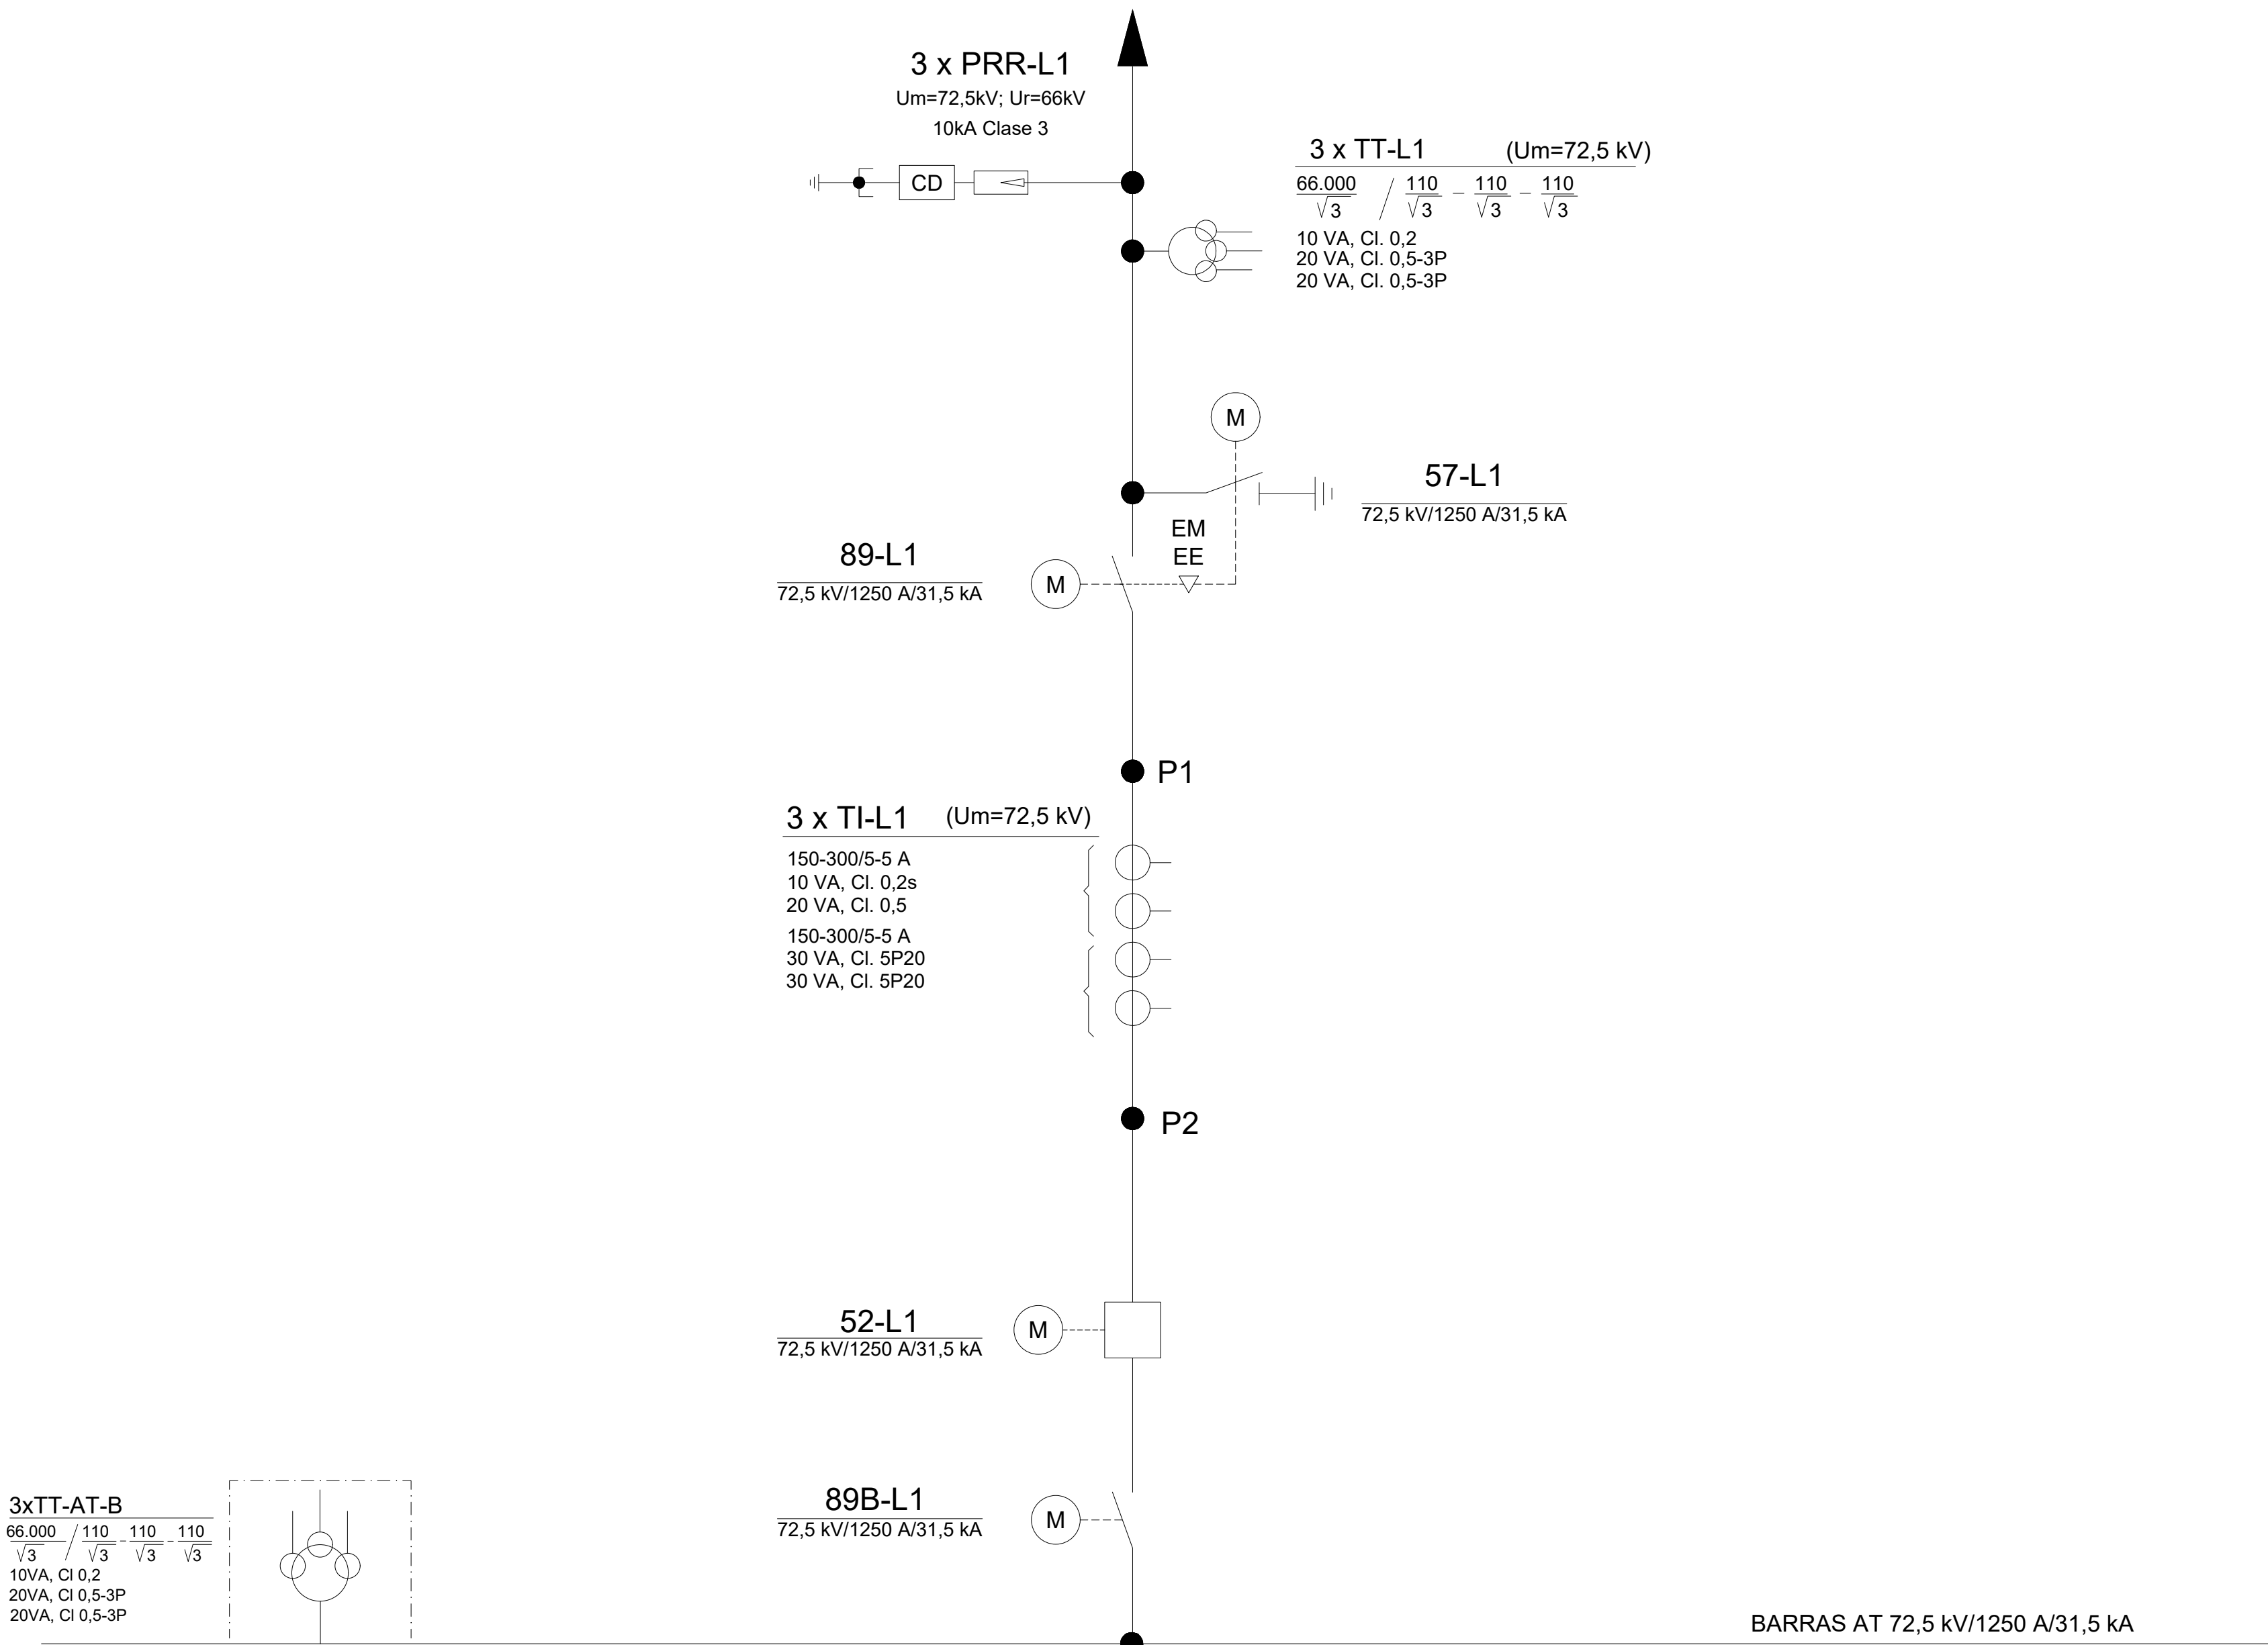 3 x PRR-L1
Um=72,5kV; Ur=66kV
10kA Clase 3
CD
3 x TT-L1 (Um=72,5 kV)
66.000/√3 / 110/√3 - 110/√3 - 110/√3
10 VA, Cl. 0,2
20 VA, Cl. 0,5-3P
20 VA, Cl. 0,5-3P
M
57-L1
72,5 kV/1250 A/31,5 kA
EM
EE
89-L1
72,5 kV/1250 A/31,5 kA
M
P1
3 x TI-L1 (Um=72,5 kV)
150-300/5-5 A
10 VA, Cl. 0,2s
20 VA, Cl. 0,5
150-300/5-5 A
30 VA, Cl. 5P20
30 VA, Cl. 5P20
P2
52-L1
72,5 kV/1250 A/31,5 kA
M
89B-L1
72,5 kV/1250 A/31,5 kA
M
3xTT-AT-B
66.000/√3 / 110/√3 - 110/√3 - 110/√3
10VA, Cl 0,2
20VA, Cl 0,5-3P
20VA, Cl 0,5-3P
BARRAS AT 72,5 kV/1250 A/31,5 kA